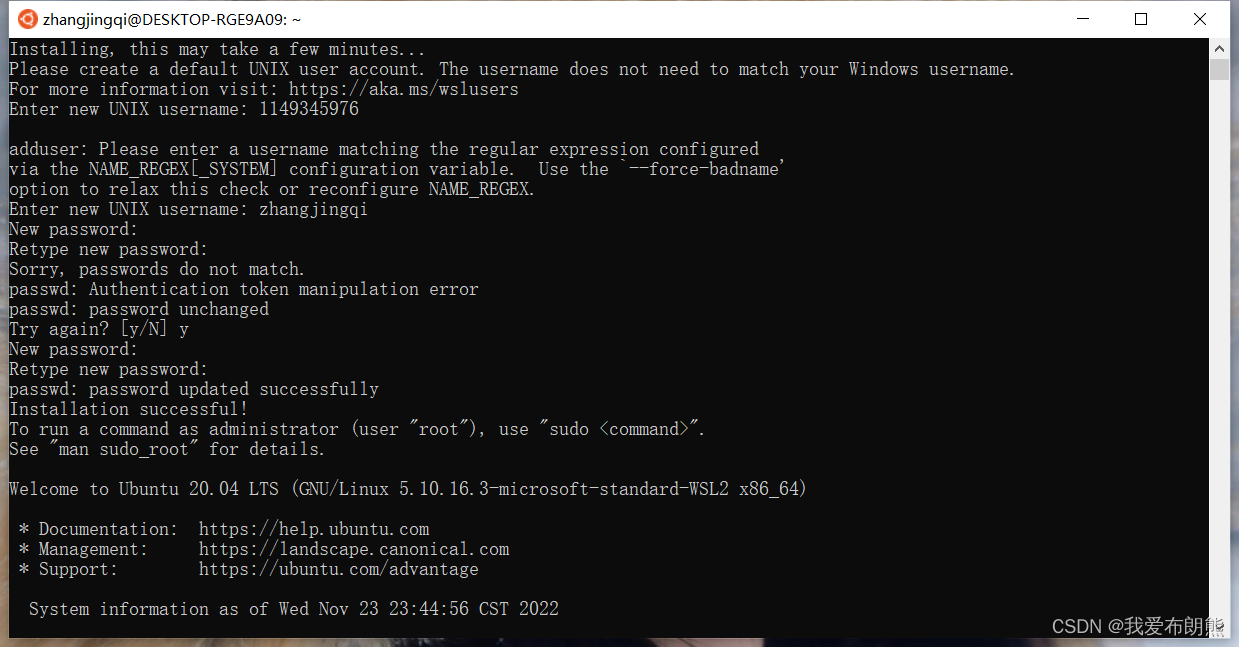 zhangjingqi@DESKTOP-RGE9A09: ~
Installing, this may take a few minutes...
Please create a default UNIX user account. The username does not need to match your Windows username.
For more information visit: https://aka.ms/wslusers
Enter new UNIX username: 1149345976
adduser: Please enter a username matching the regular expression configured
via the NAME_REGEX[_SYSTEM] configuration variable.  Use the `--force-badname'
option to relax this check or reconfigure NAME_REGEX.
Enter new UNIX username: zhangjingqi
New password:
Retype new password:
Sorry, passwords do not match.
passwd: Authentication token manipulation error
passwd: password unchanged
Try again? [y/N] y
New password:
Retype new password:
passwd: password updated successfully
Installation successful!
To run a command as administrator (user "root"), use "sudo <command>".
See "man sudo_root" for details.
Welcome to Ubuntu 20.04 LTS (GNU/Linux 5.10.16.3-microsoft-standard-WSL2 x86_64)
* Documentation:  https://help.ubuntu.com
* Management:     https://landscape.canonical.com
* Support:        https://ubuntu.com/advantage
System information as of Wed Nov 23 23:44:56 CST 2022
CSDN @我爱布朗熊